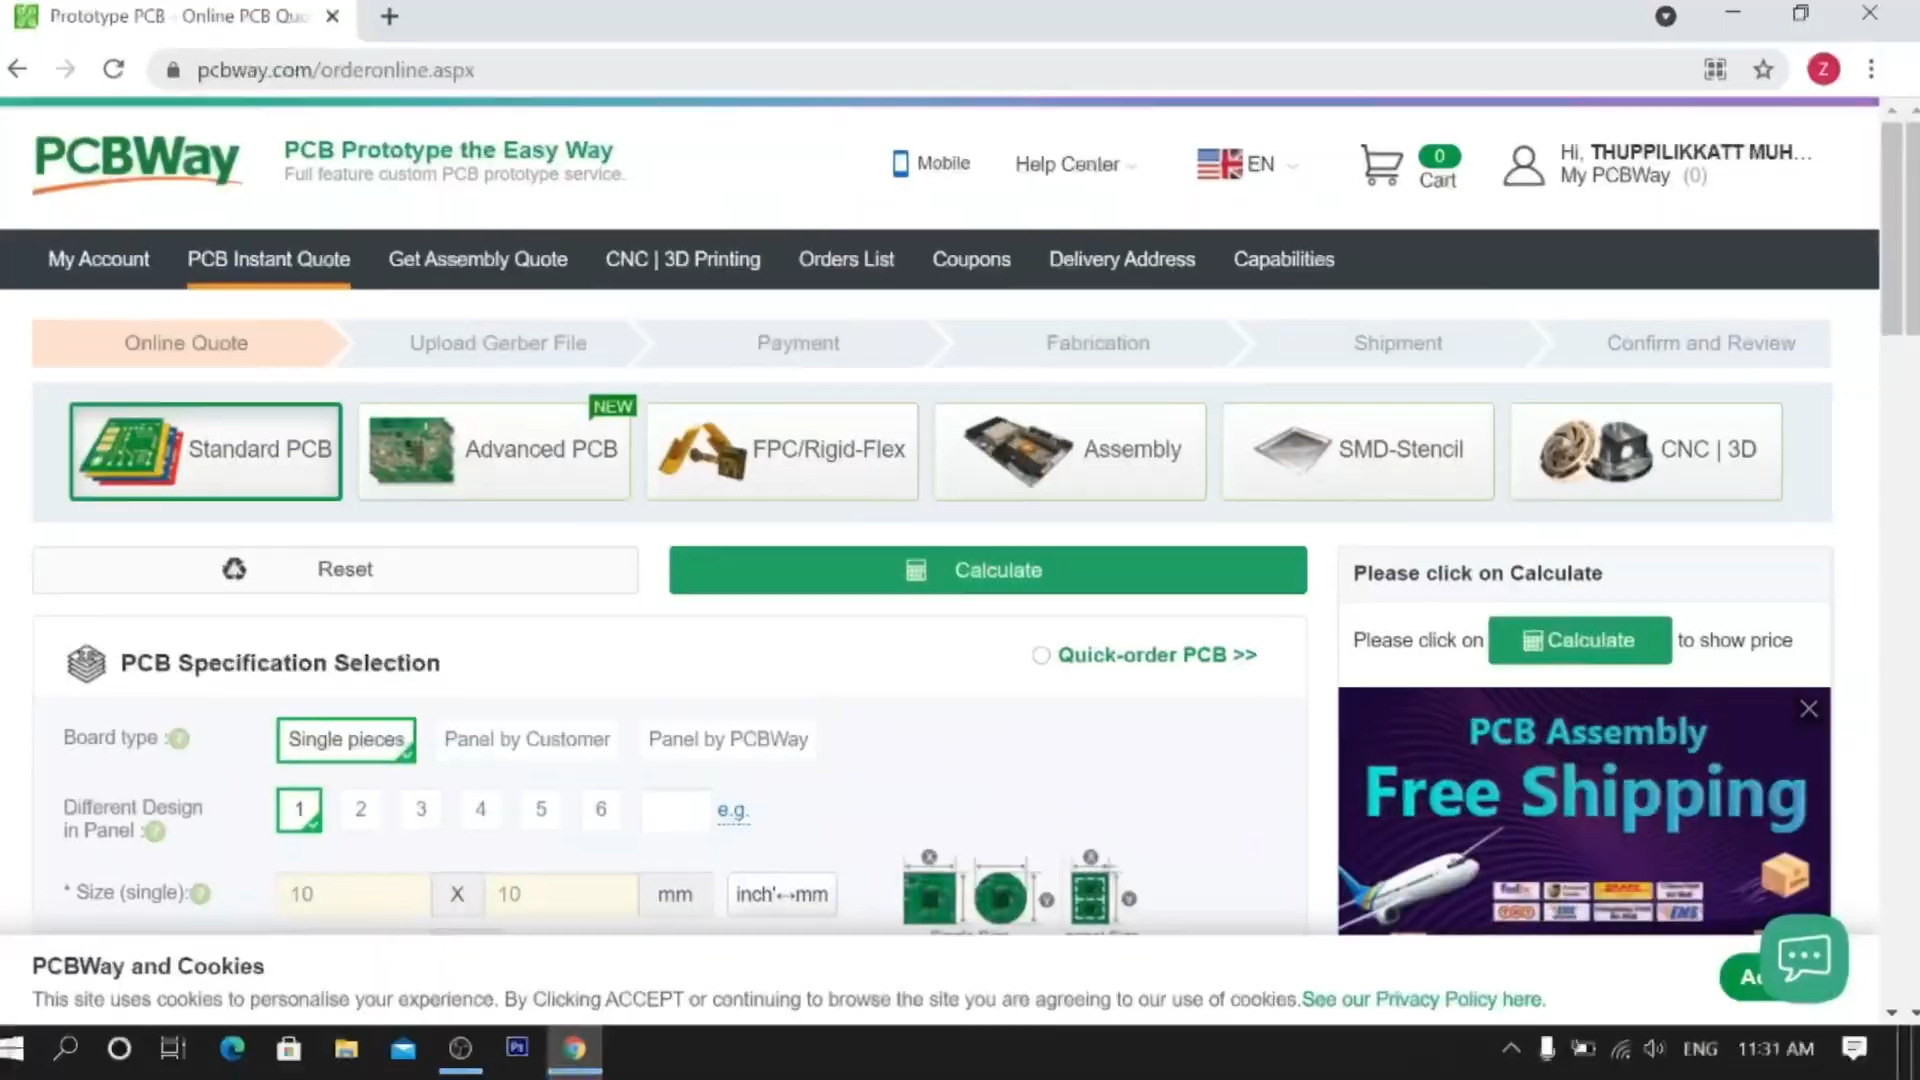 Prototype PCB - Online PCB Quo
pcbway.com/orderonline.aspx
Z
PCBWay
PCB Prototype the Easy Way
Full feature custom PCB prototype service.
Mobile
Help Center
EN
0
Cart
Hi, THUPPILIKKATT MUH...
My PCBWay (0)
My Account
PCB Instant Quote
Get Assembly Quote
CNC | 3D Printing
Orders List
Coupons
Delivery Address
Capabilities
Online Quote
Upload Gerber File
Payment
Fabrication
Shipment
Confirm and Review
Standard PCB
NEW
Advanced PCB
FPC/Rigid-Flex
Assembly
SMD-Stencil
CNC | 3D
Reset
Calculate
Please click on Calculate
Please click on Calculate to show price
PCB Specification Selection
Quick-order PCB >>
Board type :
Single pieces
Panel by Customer
Panel by PCBWay
Different Design
in Panel :
1 2 3 4 5 6 e.g.
* Size (single):
10 X 10 mm inch'↔mm
X
X
Y
Y
PCB Assembly
Free Shipping
FedEx
DHL
TNT
EMS
PCBWay and Cookies
This site uses cookies to personalise your experience. By Clicking ACCEPT or continuing to browse the site you are agreeing to our use of cookies.See our Privacy Policy here.
Ps
ENG
11:31 AM